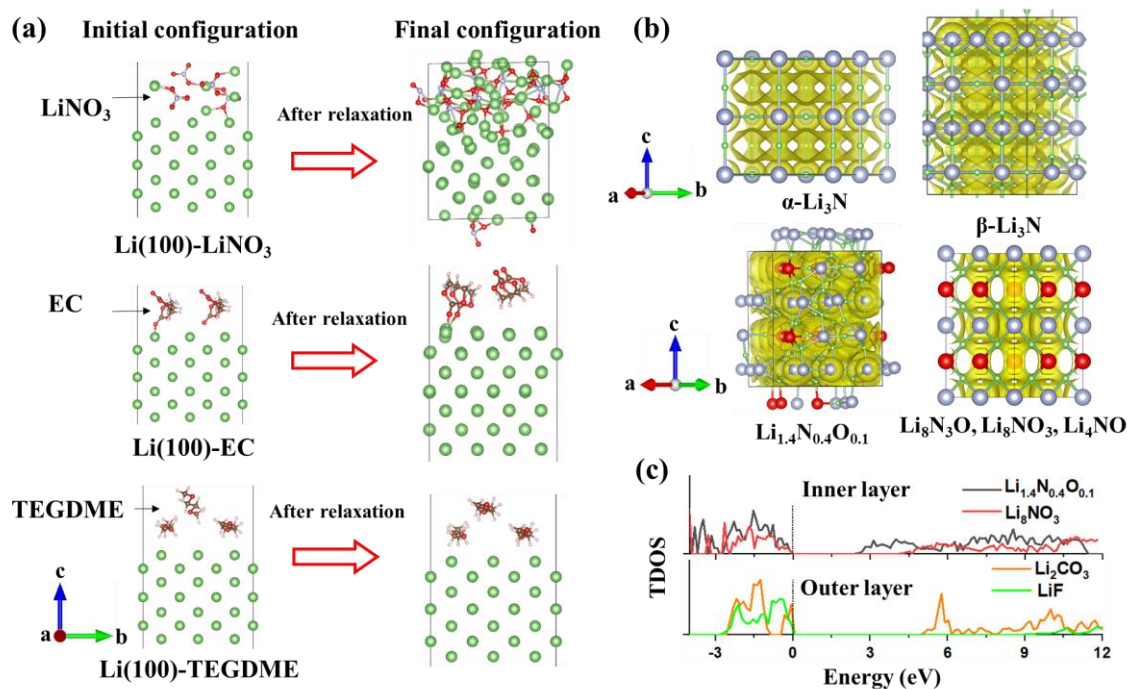 (a)
Initial configuration
Final configuration
LiNO₃
After relaxation
Li(100)-LiNO₃
EC
After relaxation
Li(100)-EC
TEGDME
After relaxation
c
a
b
Li(100)-TEGDME
(b)
c
a
b
α-Li₃N
β-Li₃N
c
a
b
Li₁.₄N₀.₄O₀.₁
Li₈N₃O, Li₈NO₃, Li₄NO
(c)
Inner layer
Li₁.₄N₀.₄O₀.₁
Li₈NO₃
TDOS
Outer layer
Li₂CO₃
LiF
-3 0 3 6 9 12
Energy (eV)